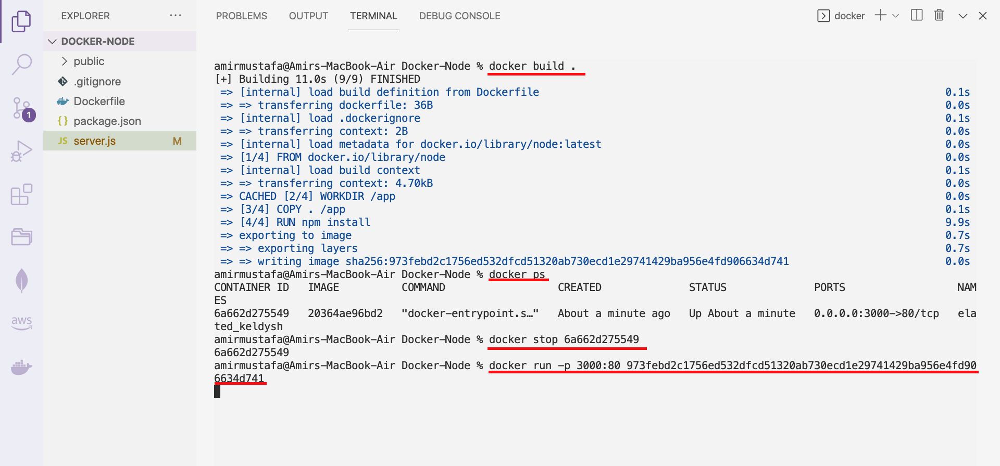 EXPLORER
DOCKER-NODE
public
.gitignore
Dockerfile
{} package.json
JS server.js M
1
aws
PROBLEMS OUTPUT TERMINAL DEBUG CONSOLE
docker
amirmustafa@Amirs-MacBook-Air Docker-Node % docker build .
[+] Building 11.0s (9/9) FINISHED
=> [internal] load build definition from Dockerfile 0.1s
=> => transferring dockerfile: 36B 0.0s
=> [internal] load .dockerignore 0.1s
=> => transferring context: 2B 0.0s
=> [internal] load metadata for docker.io/library/node:latest 0.0s
=> [1/4] FROM docker.io/library/node 0.0s
=> [internal] load build context 0.1s
=> => transferring context: 4.70kB 0.0s
=> CACHED [2/4] WORKDIR /app 0.0s
=> [3/4] COPY . /app 0.1s
=> [4/4] RUN npm install 9.9s
=> exporting to image 0.7s
=> => exporting layers 0.7s
=> => writing image sha256:973febd2c1756ed532dfcd51320ab730ecd1e29741429ba956e4fd906634d741 0.0s
amirmustafa@Amirs-MacBook-Air Docker-Node % docker ps
CONTAINER ID IMAGE COMMAND CREATED STATUS PORTS NAM
ES
6a662d275549 20364ae96bd2 "docker-entrypoint.s…" About a minute ago Up About a minute 0.0.0.0:3000->80/tcp ela
ted_keldysh
amirmustafa@Amirs-MacBook-Air Docker-Node % docker stop 6a662d275549
6a662d275549
amirmustafa@Amirs-MacBook-Air Docker-Node % docker run -p 3000:80 973febd2c1756ed532dfcd51320ab730ecd1e29741429ba956e4fd90
6634d741